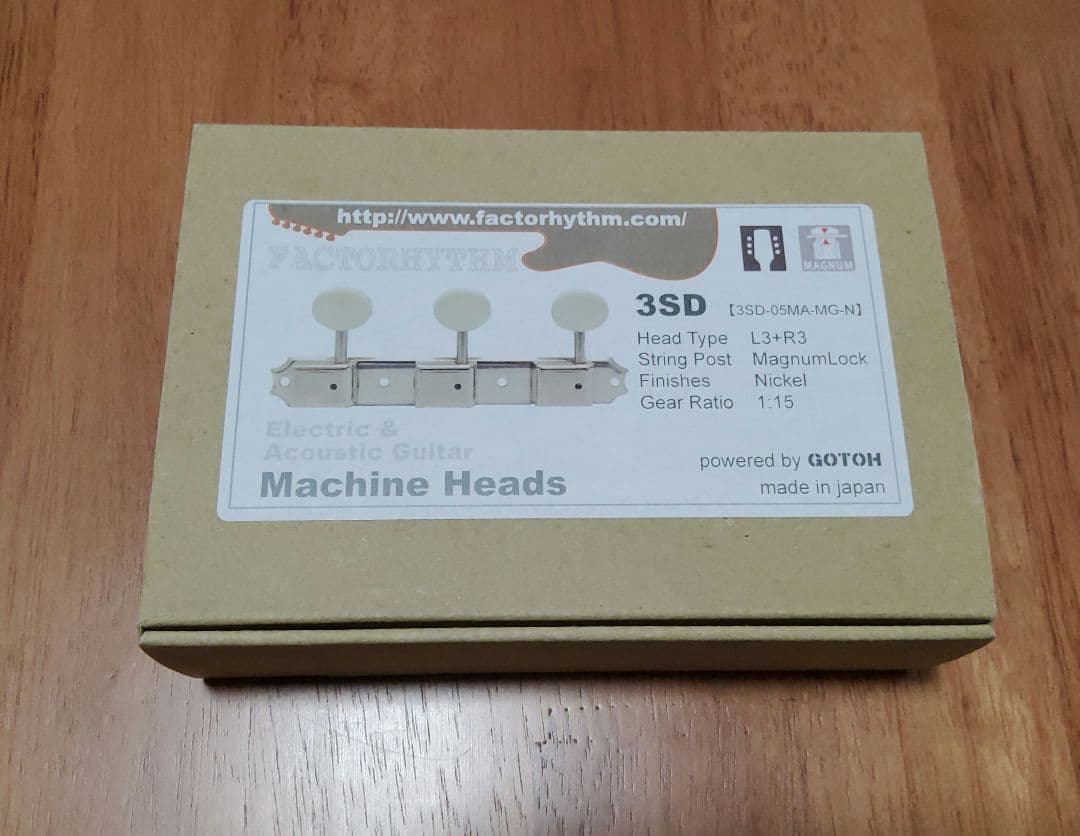 http://www.factorhythm.com/
FACTORHYTHM
MAGNUM
3SD 【3SD-05MA-MG-N】
Head Type L3+R3
String Post MagnumLock
Finishes Nickel
Gear Ratio 1:15
Electric &
Acoustic Guitar
Machine Heads
powered by GOTOH
made in japan